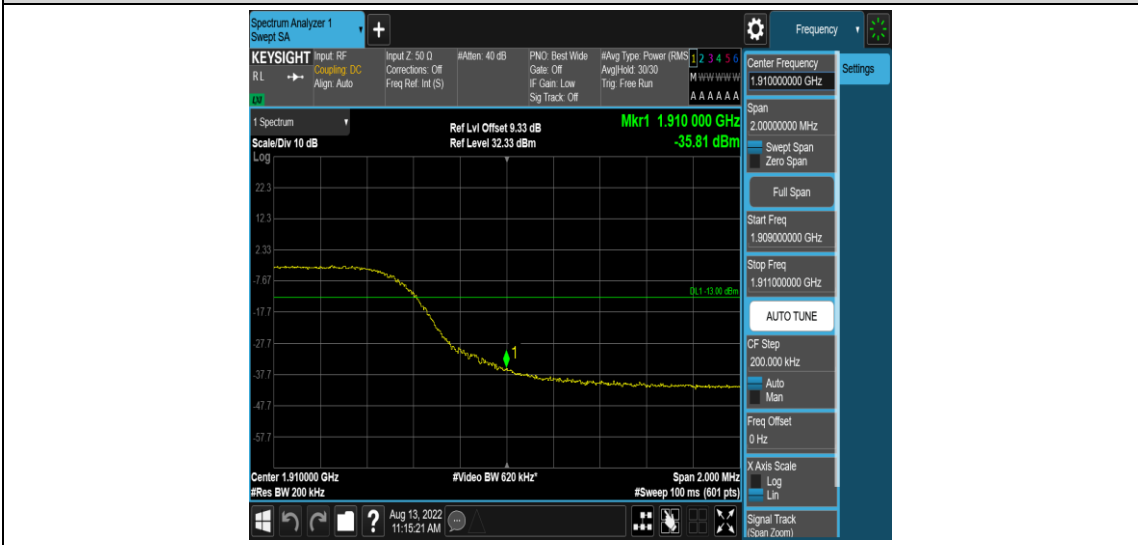 Spectrum Analyzer 1
Swept SA
+
Frequency
KEYSIGHT
R L
LXI
Input: RF
Coupling: DC
Align: Auto
Input Z: 50 Ω
Corrections: Off
Freq Ref: Int (S)
#Atten: 40 dB
PNO: Best Wide
Gate: Off
IF Gain: Low
Sig Track: Off
#Avg Type: Power (RMS
Avg|Hold: 30/30
Trig: Free Run
1 2 3 4 5 6
M W W W W W
A A A A A A
1 Spectrum
Scale/Div 10 dB
Log
Ref Lvl Offset 9.33 dB
Ref Level 32.33 dBm
Mkr1 1.910 000 GHz
-35.81 dBm
22.3
12.3
2.33
-7.67
-17.7
-27.7
-37.7
-47.7
-57.7
DL1 -13.00 dBm
1
Center 1.910000 GHz
#Res BW 200 kHz
#Video BW 620 kHz*
Span 2.000 MHz
#Sweep 100 ms (601 pts)
Center Frequency
1.910000000 GHz
Settings
Span
2.00000000 MHz
Swept Span
Zero Span
Full Span
Start Freq
1.909000000 GHz
Stop Freq
1.911000000 GHz
AUTO TUNE
CF Step
200.000 kHz
Auto
Man
Freq Offset
0 Hz
X Axis Scale
Log
Lin
Signal Track
(Span Zoom)
?
Aug 13, 2022
11:15:21 AM